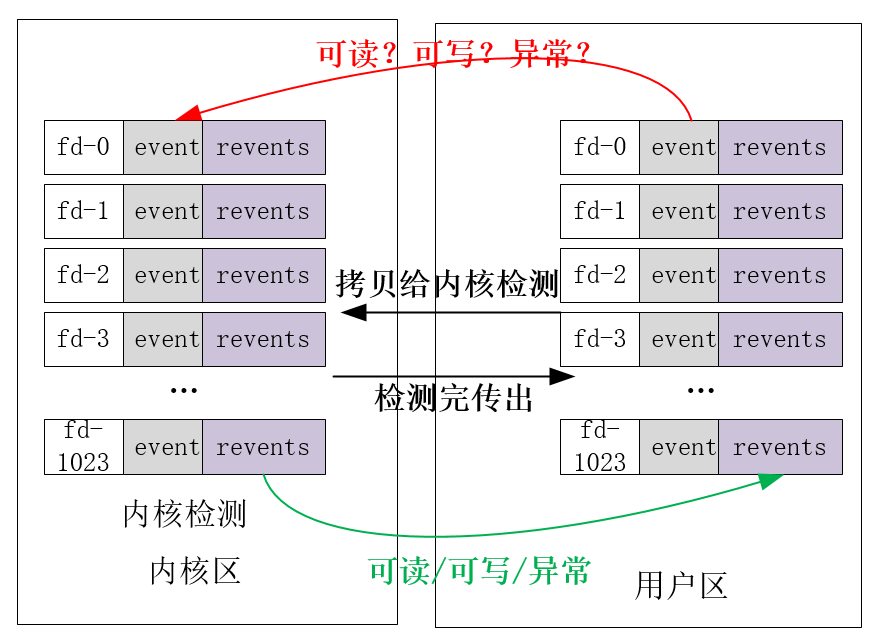 可读？可写？异常？
fd-0 event revents
fd-0 event revents
fd-1 event revents
fd-1 event revents
fd-2 event revents
fd-2 event revents
拷贝给内核检测
fd-3 event revents
fd-3 event revents
...
...
检测完传出
fd-
1023 event revents
fd-
1023 event revents
内核检测
内核区
可读/可写/异常
用户区